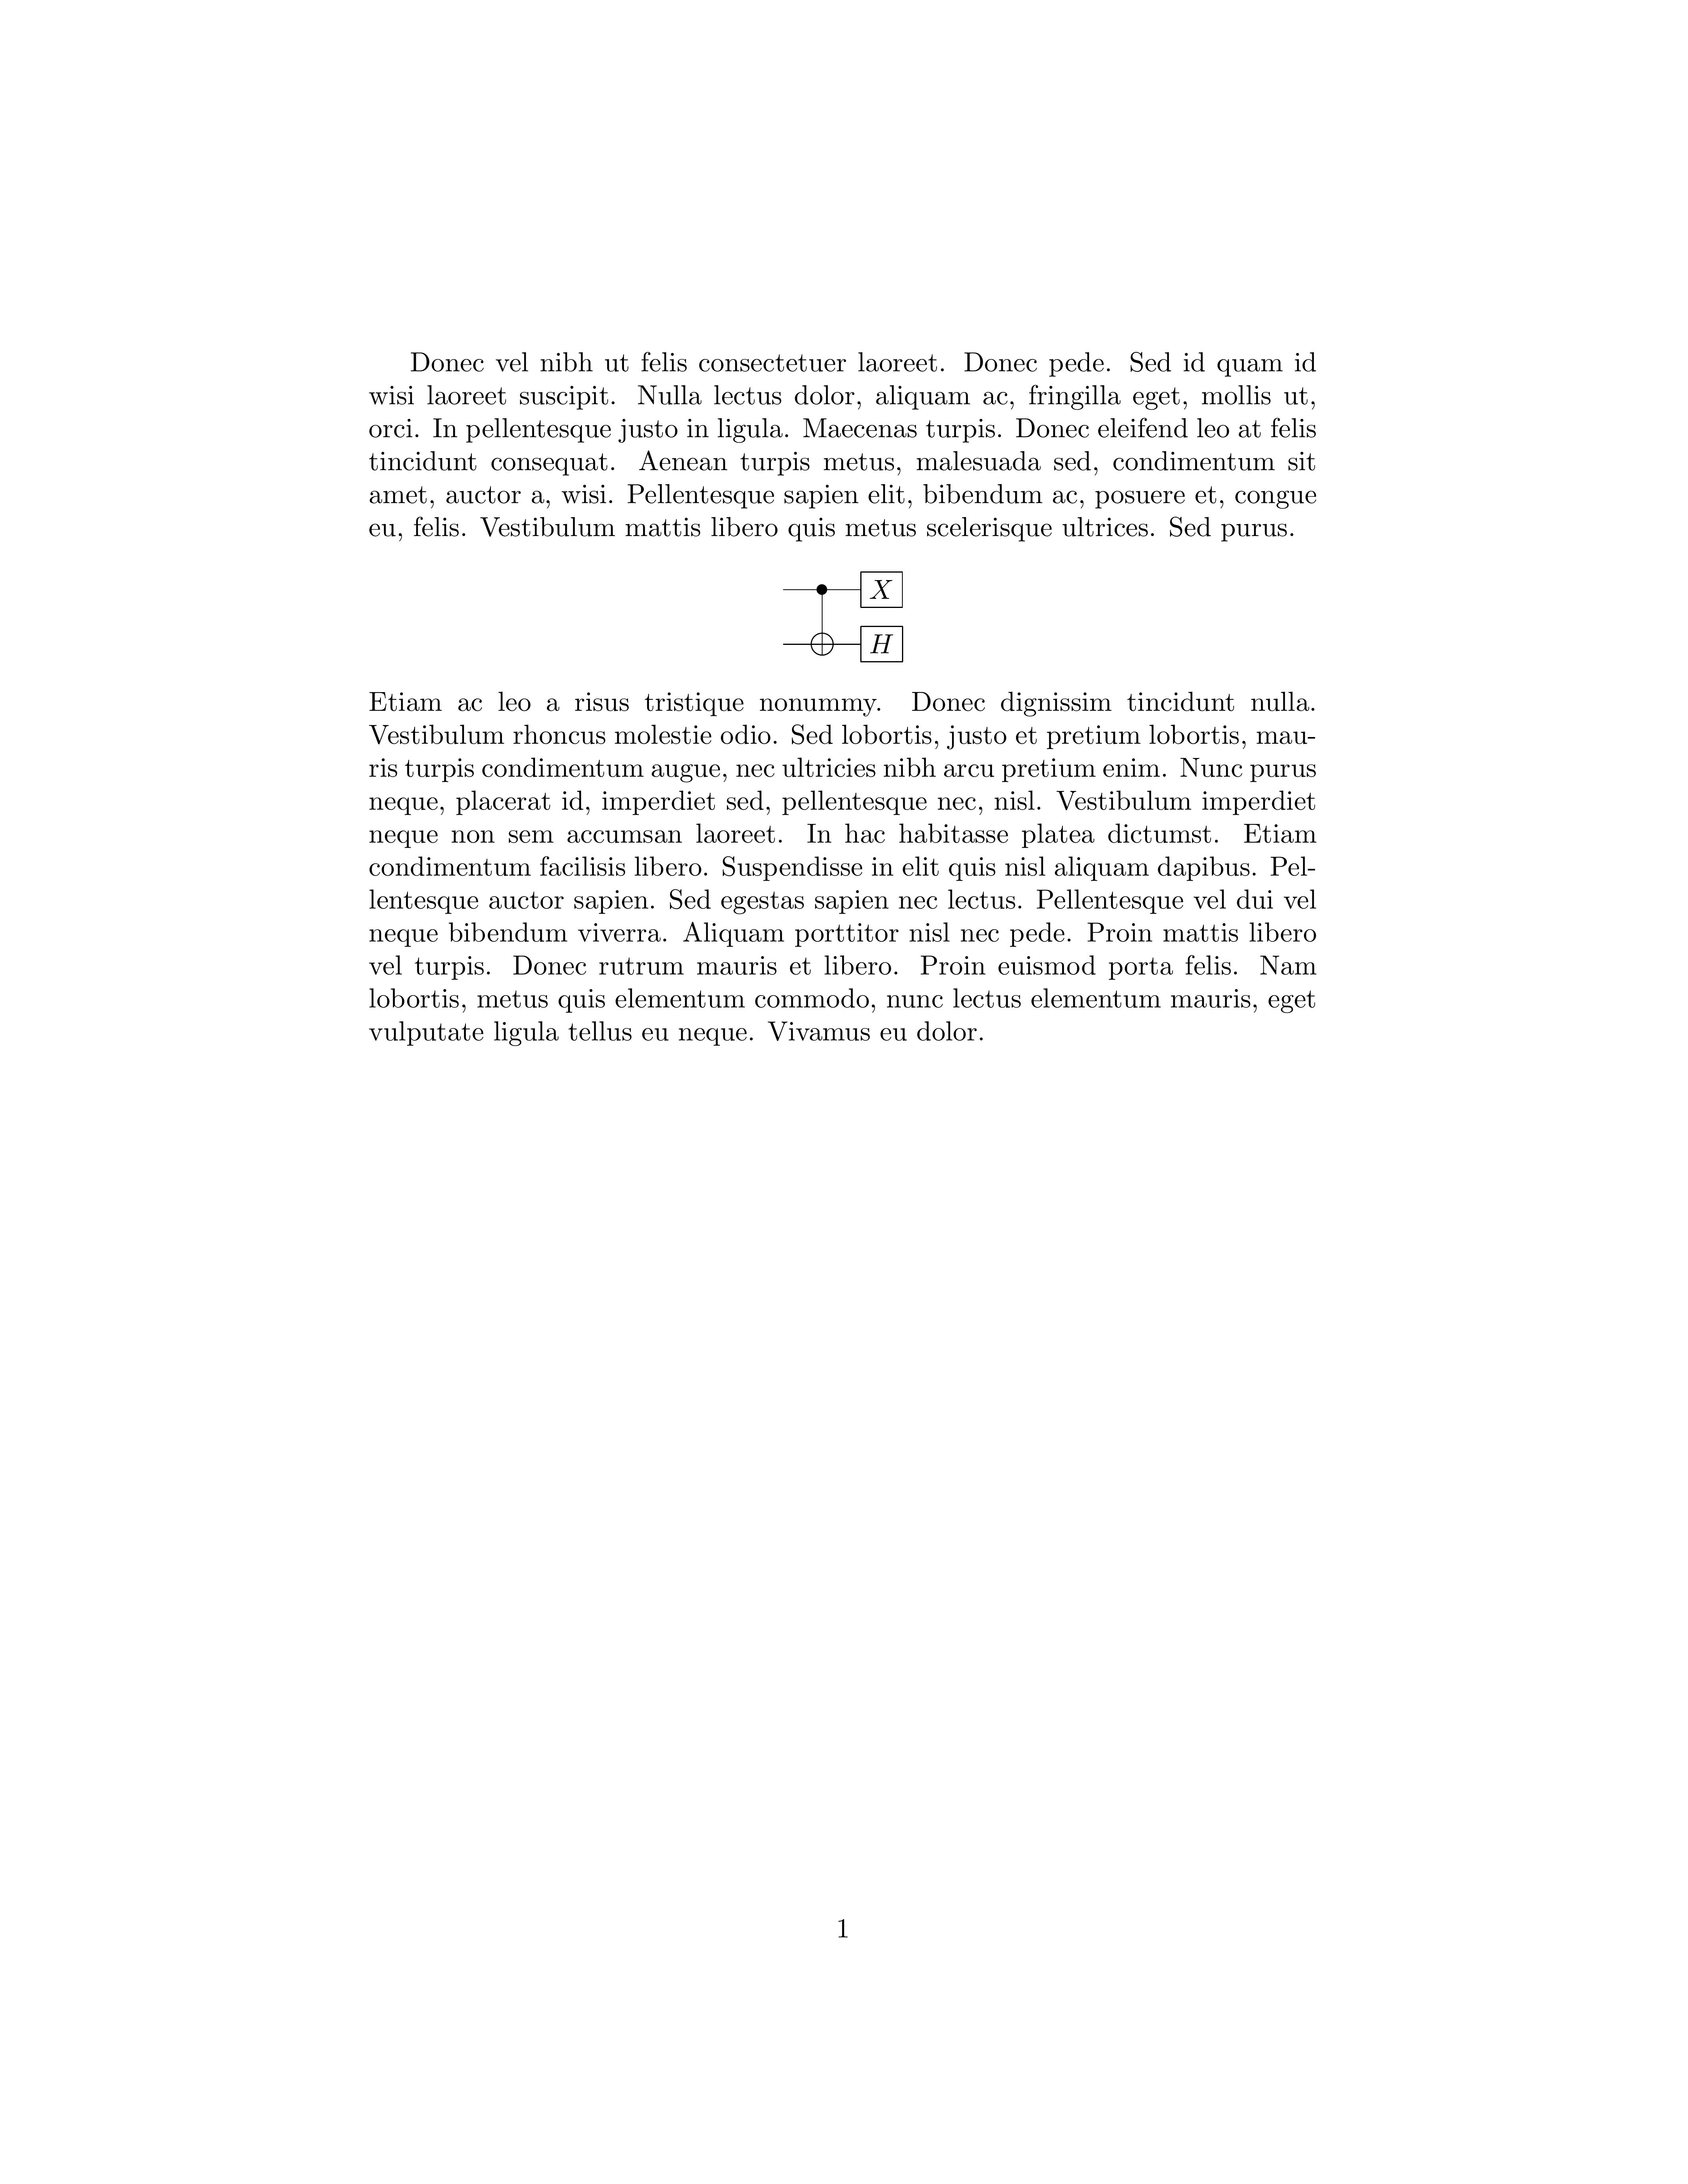 Donec vel nibh ut felis consectetuer laoreet. Donec pede. Sed id quam id
wisi laoreet suscipit. Nulla lectus dolor, aliquam ac, fringilla eget, mollis ut,
orci. In pellentesque justo in ligula. Maecenas turpis. Donec eleifend leo at felis
tincidunt consequat. Aenean turpis metus, malesuada sed, condimentum sit
amet, auctor a, wisi. Pellentesque sapien elit, bibendum ac, posuere et, congue
eu, felis. Vestibulum mattis libero quis metus scelerisque ultrices. Sed purus.
X
H
Etiam ac leo a risus tristique nonummy. Donec dignissim tincidunt nulla.
Vestibulum rhoncus molestie odio. Sed lobortis, justo et pretium lobortis, mau-
ris turpis condimentum augue, nec ultricies nibh arcu pretium enim. Nunc purus
neque, placerat id, imperdiet sed, pellentesque nec, nisl. Vestibulum imperdiet
neque non sem accumsan laoreet. In hac habitasse platea dictumst. Etiam
condimentum facilisis libero. Suspendisse in elit quis nisl aliquam dapibus. Pel-
lentesque auctor sapien. Sed egestas sapien nec lectus. Pellentesque vel dui vel
neque bibendum viverra. Aliquam porttitor nisl nec pede. Proin mattis libero
vel turpis. Donec rutrum mauris et libero. Proin euismod porta felis. Nam
lobortis, metus quis elementum commodo, nunc lectus elementum mauris, eget
vulputate ligula tellus eu neque. Vivamus eu dolor.
1